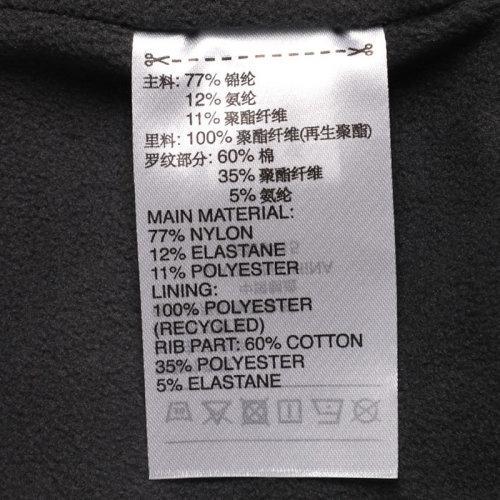 主料: 77% 锦纶
12% 氨纶
11% 聚酯纤维
里料: 100% 聚酯纤维(再生聚酯)
罗纹部分: 60% 棉
35% 聚酯纤维
5% 氨纶
MAIN MATERIAL:
77% NYLON
12% ELASTANE
11% POLYESTER
LINING:
100% POLYESTER
(RECYCLED)
RIB PART: 60% COTTON
35% POLYESTER
5% ELASTANE